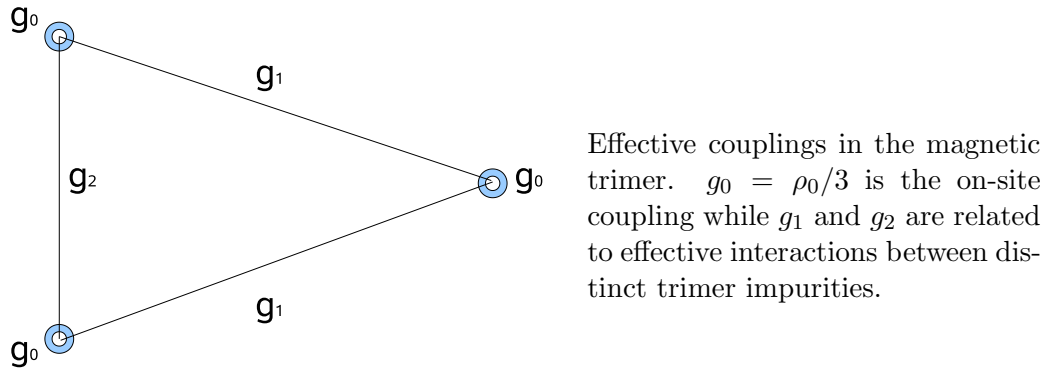 g₀
g₁
g₂
g₀
g₁
g₀
Effective couplings in the magnetic
trimer. g₀ = ρ₀/3 is the on-site
coupling while g₁ and g₂ are related
to effective interactions between dis-
tinct trimer impurities.